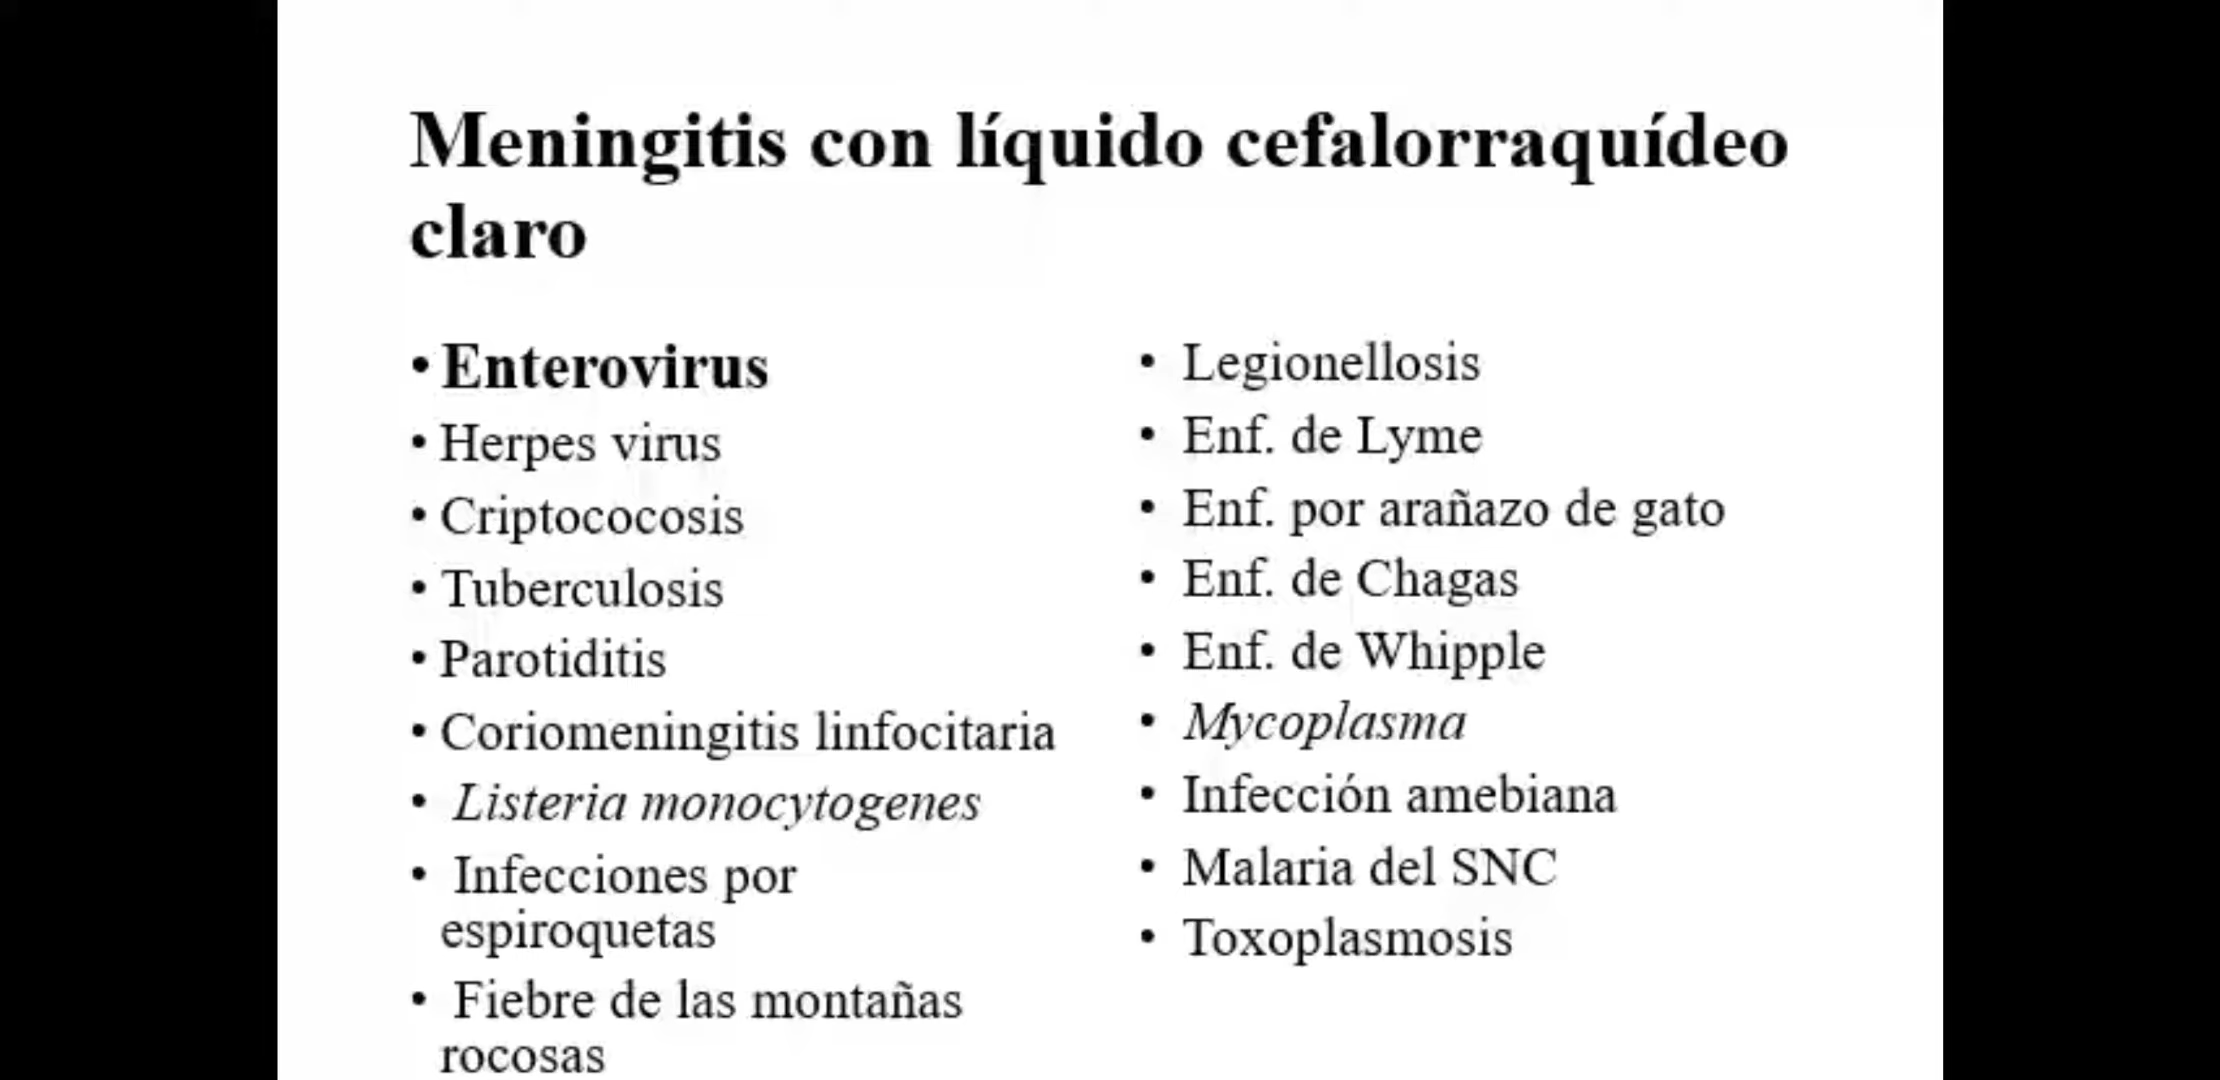 Meningitis con líquido cefalorraquídeo
claro
• Enterovirus
• Herpes virus
• Criptococosis
• Tuberculosis
• Parotiditis
• Coriomeningitis linfocitaria
• Listeria monocytogenes
• Infecciones por
espiroquetas
• Fiebre de las montañas
rocosas
• Legionellosis
• Enf. de Lyme
• Enf. por arañazo de gato
• Enf. de Chagas
• Enf. de Whipple
• Mycoplasma
• Infección amebiana
• Malaria del SNC
• Toxoplasmosis